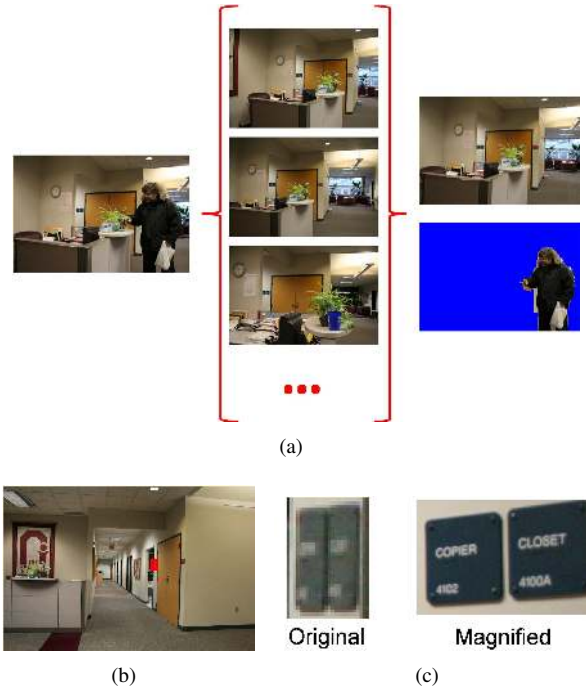 (a)
COPIER
4102
CLOSET
4100A
Original
Magnified
(b)
(c)